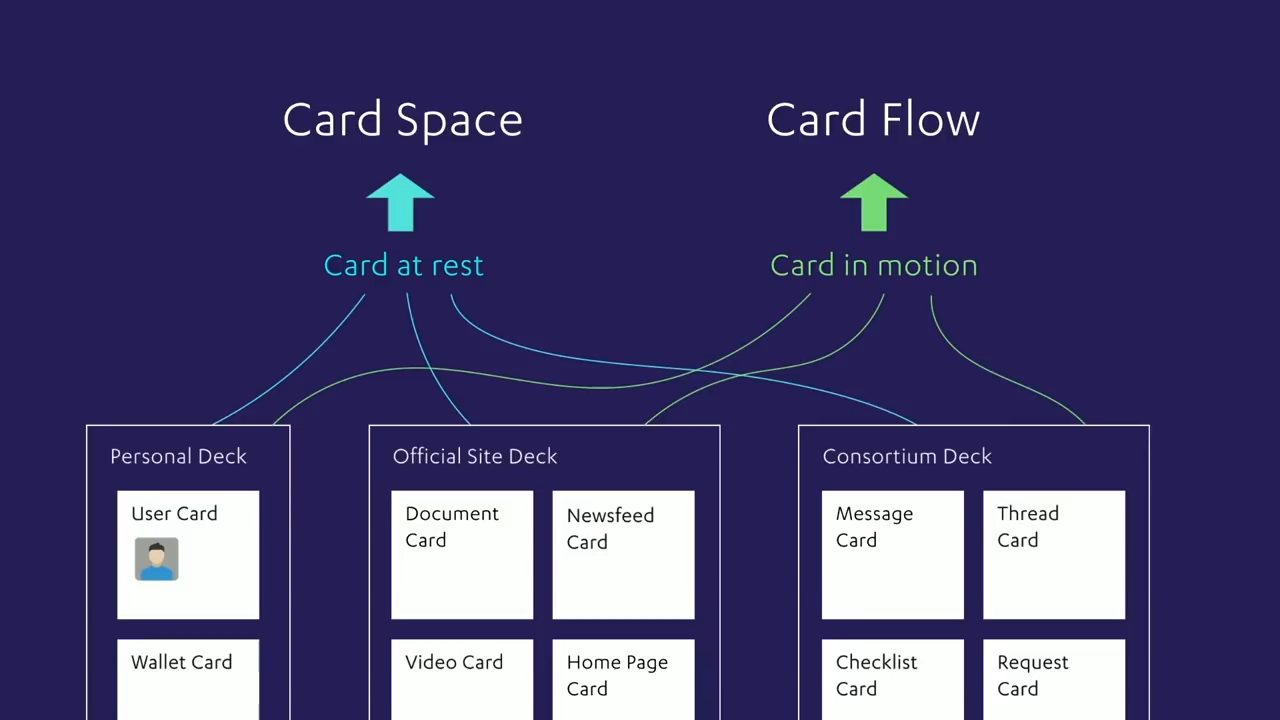 Card Space
Card Flow
Card at rest
Card in motion
Personal Deck
User Card
Wallet Card
Official Site Deck
Document
Card
Newsfeed
Card
Video Card
Home Page
Card
Consortium Deck
Message
Card
Thread
Card
Checklist
Card
Request
Card